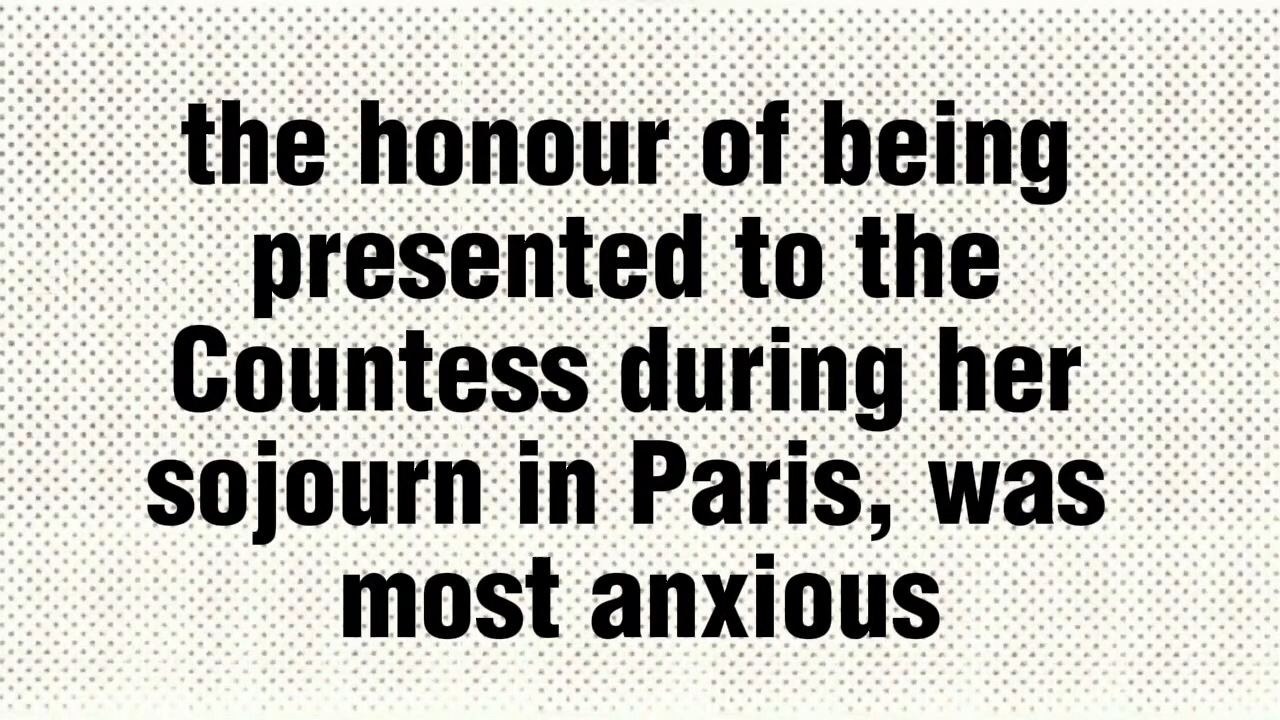 the honour of being
presented to the
Countess during her
sojourn in Paris, was
most anxious